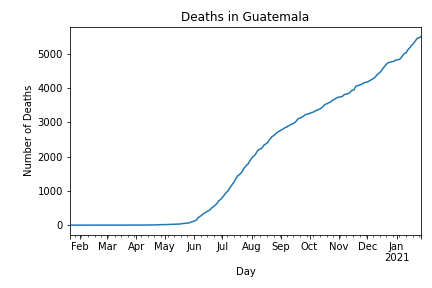 Deaths in Guatemala
Number of Deaths
5000
4000
3000
2000
1000
0
Feb Mar Apr May Jun Jul Aug Sep Oct Nov Dec Jan
2021
Day